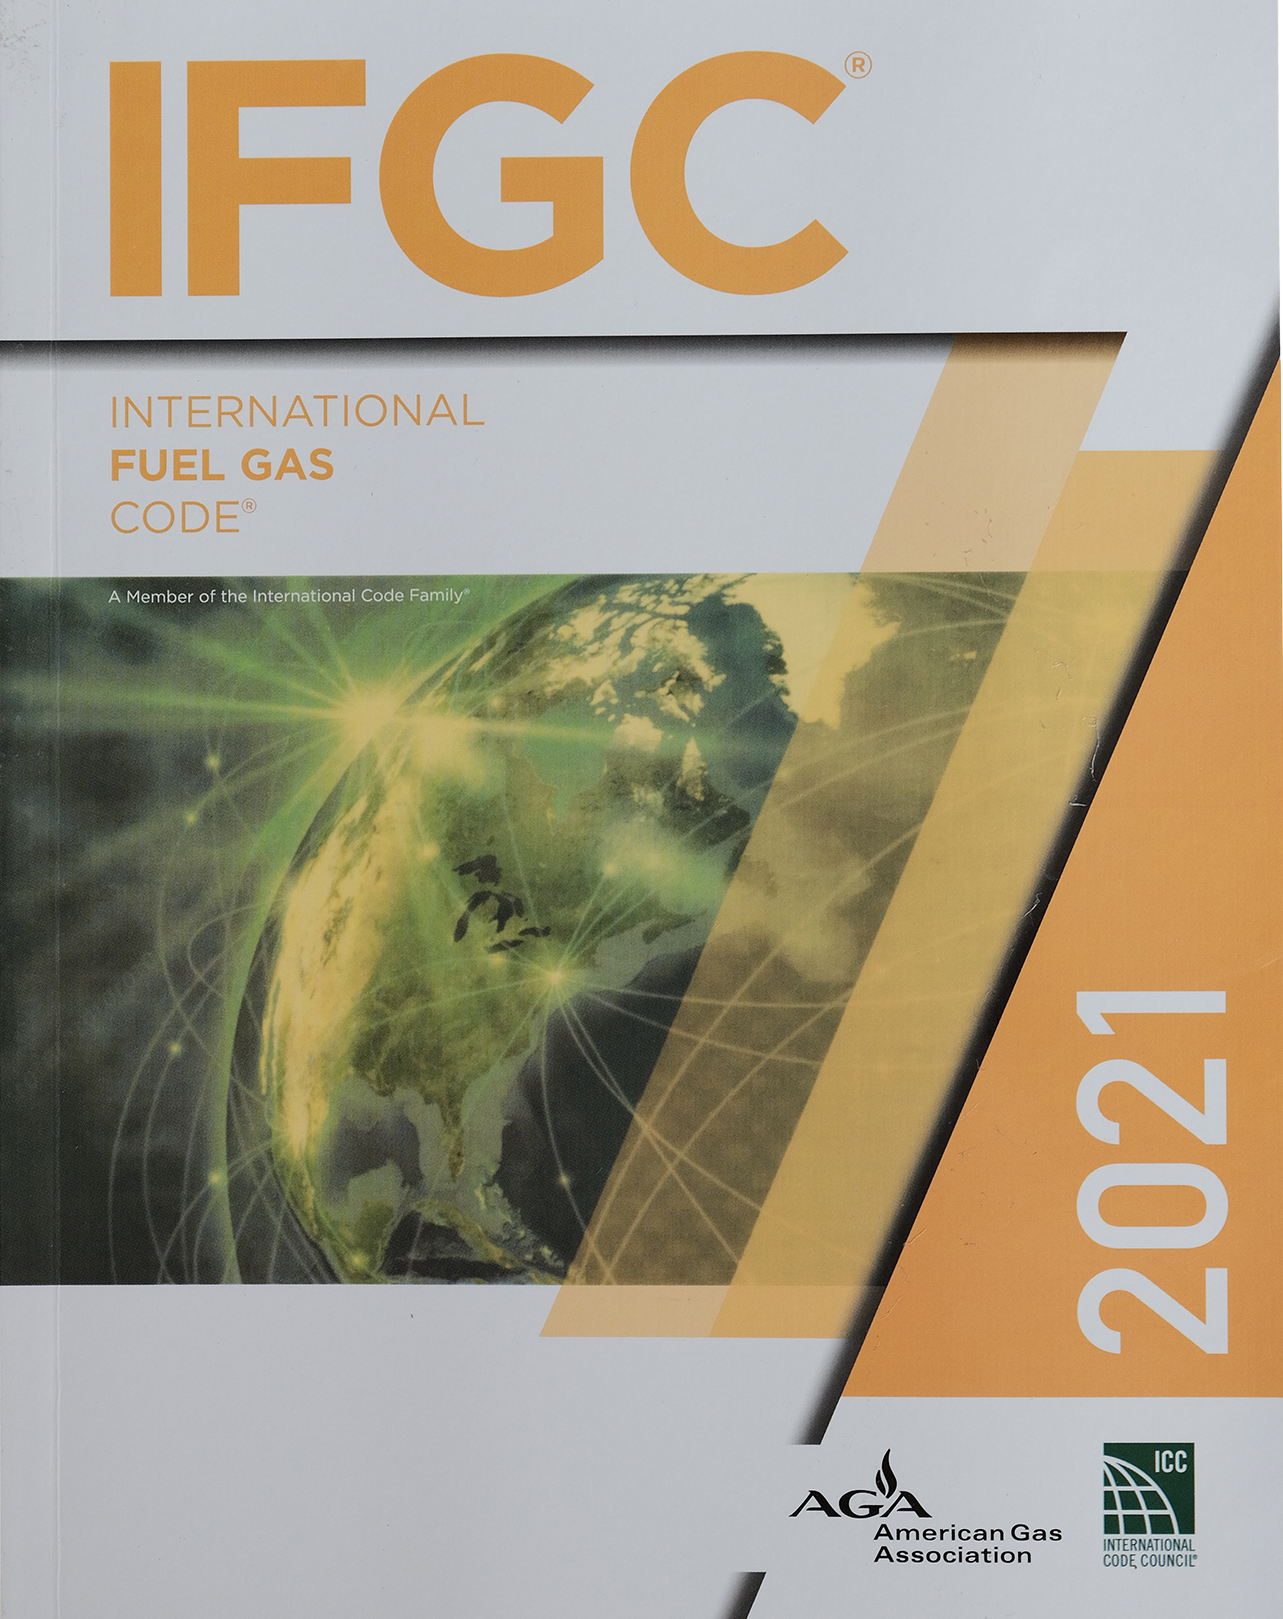 IFGC®
INTERNATIONAL
FUEL GAS
CODE®
A Member of the International Code Family®
2021
AGA
American Gas
Association
ICC
INTERNATIONAL
CODE COUNCIL®